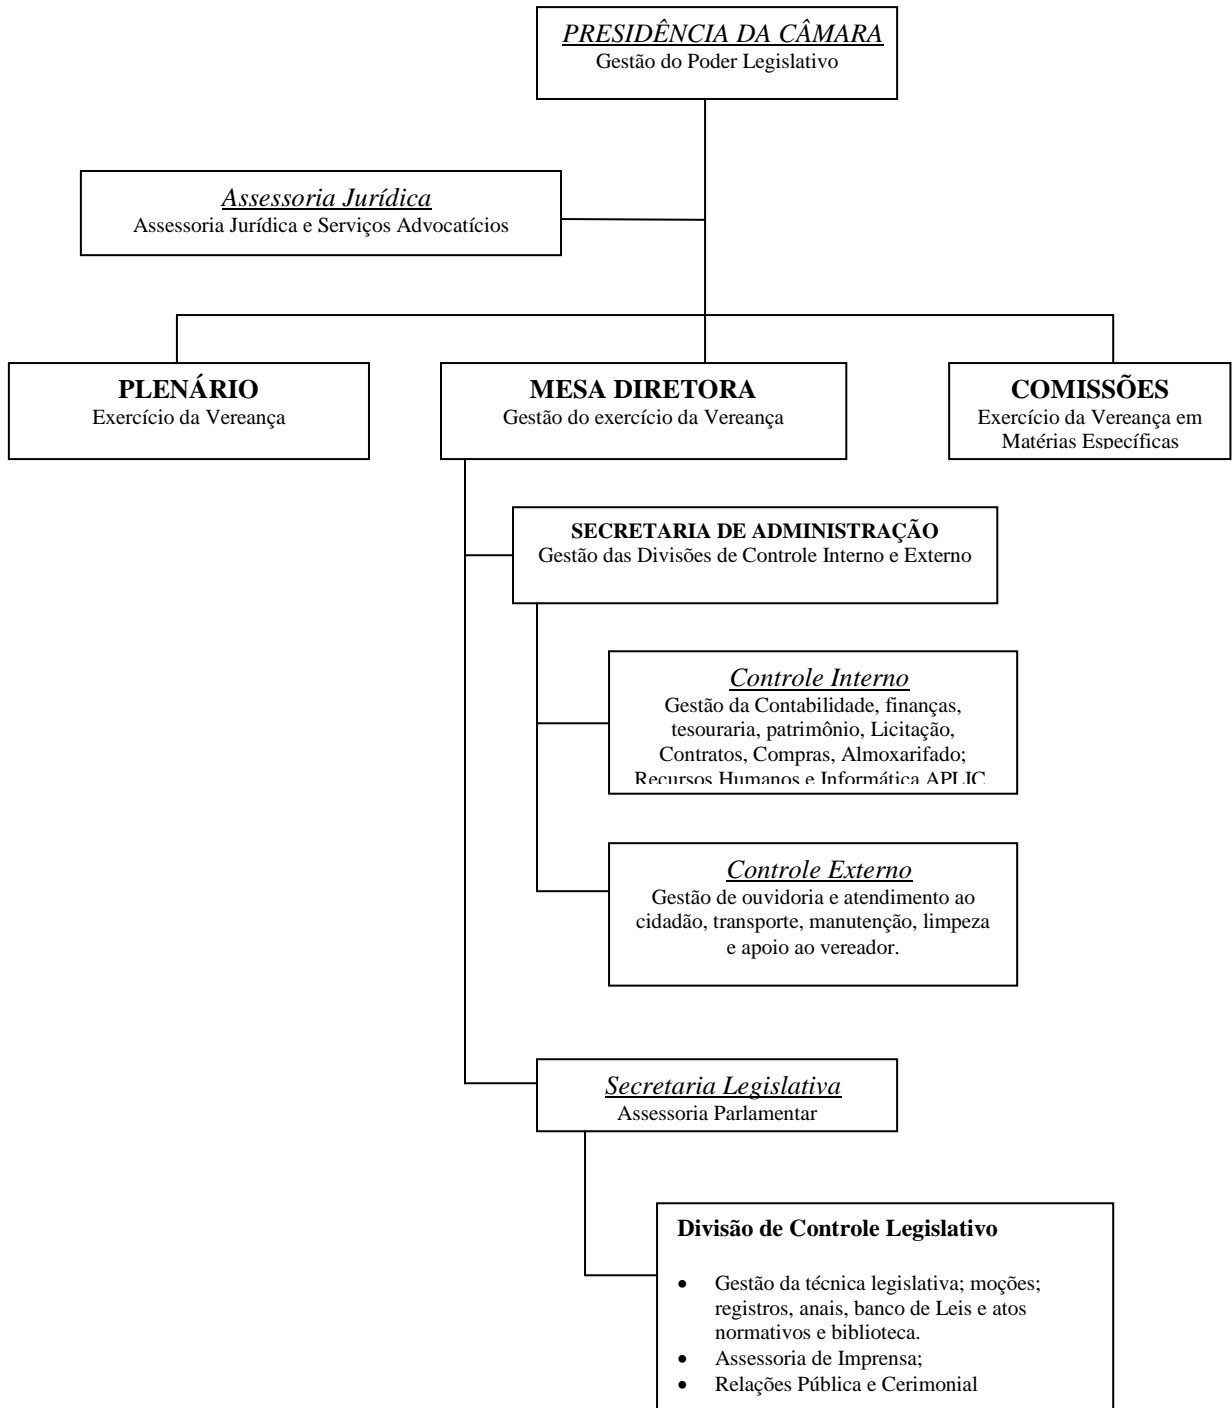 PRESIDÊNCIA DA CÂMARA
Gestão do Poder Legislativo
Assessoria Jurídica
Assessoria Jurídica e Serviços Advocatícios
PLENÁRIO
Exercício da Vereança
MESA DIRETORA
Gestão do exercício da Vereança
COMISSÕES
Exercício da Vereança em
Matérias Específicas
SECRETARIA DE ADMINISTRAÇÃO
Gestão das Divisões de Controle Interno e Externo
Controle Interno
Gestão da Contabilidade, finanças,
tesouraria, patrimônio, Licitação,
Contratos, Compras, Almoxarifado;
Recursos Humanos e Informática APLIC
Controle Externo
Gestão de ouvidoria e atendimento ao
cidadão, transporte, manutenção, limpeza
e apoio ao vereador.
Secretaria Legislativa
Assessoria Parlamentar
Divisão de Controle Legislativo
• Gestão da técnica legislativa; moções;
registros, anais, banco de Leis e atos
normativos e biblioteca.
• Assessoria de Imprensa;
• Relações Pública e Cerimonial